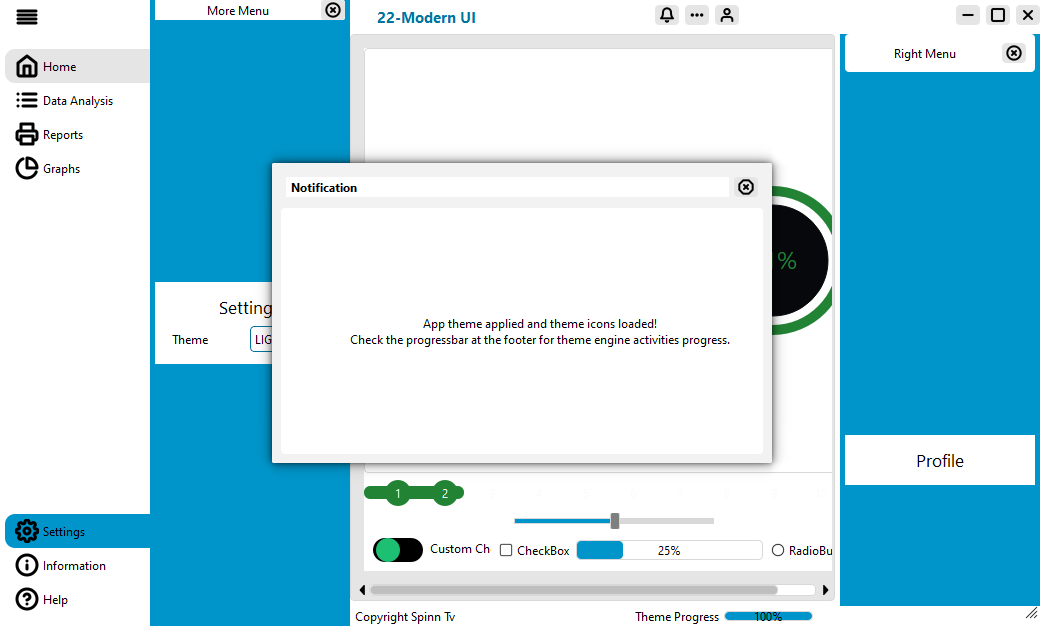 More Menu
22-Modern UI
Home
Data Analysis
Reports
Graphs
Right Menu
Notification
App theme applied and theme icons loaded!
Check the progressbar at the footer for theme engine activities progress.
%
Setting
Theme
LIG
Profile
1
2
Custom Ch
CheckBox
25%
RadioBu
Settings
Information
Help
Copyright Spinn Tv
Theme Progress
100%